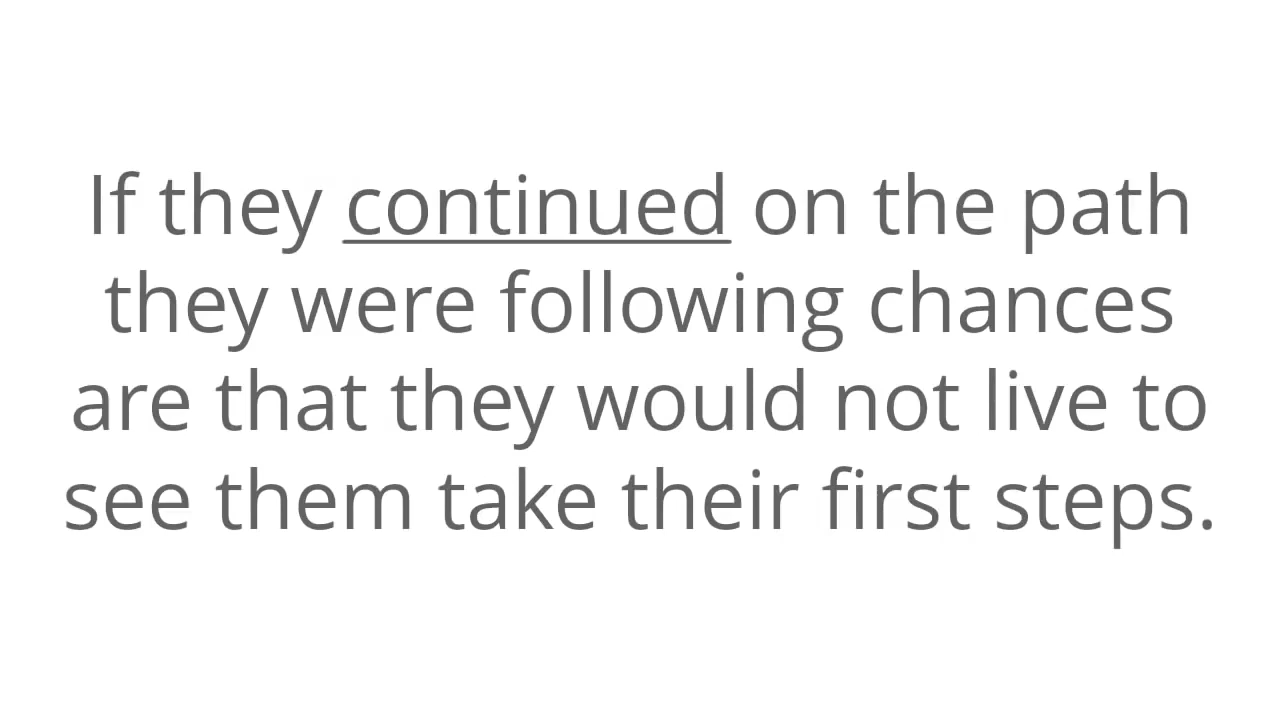 If they continued on the path
they were following chances
are that they would not live to
see them take their first steps.